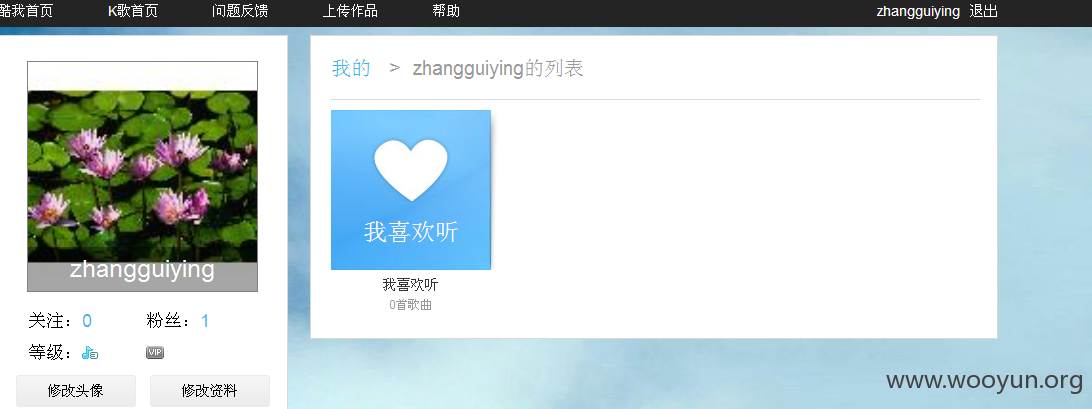 酷我首页 K歌首页 问题反馈 上传作品 帮助 zhangguiying 退出
我的 > zhangguiying的列表
我喜欢听
zhangguiying
我喜欢听
0首歌曲
关注：0 粉丝：1
等级： VIP
修改头像 修改资料
www.wooyun.org